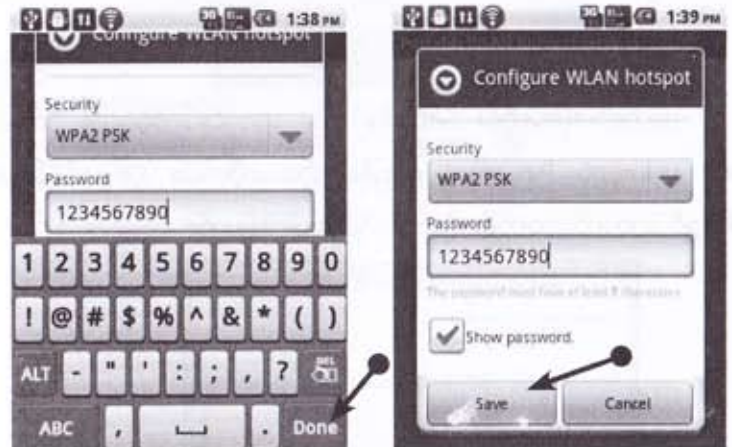 1:38 PM
Configure WLAN hotspot
Security
WPA2 PSK
Password
1234567890
1 2 3 4 5 6 7 8 9 0
! @ # $ % ^ & * ( )
ALT - " ' : ; , ? DEL
ABC , . Done
1:39 PM
Configure WLAN hotspot
Security
WPA2 PSK
Password
1234567890
The password must have at least 8 characters.
Show password.
Save Cancel